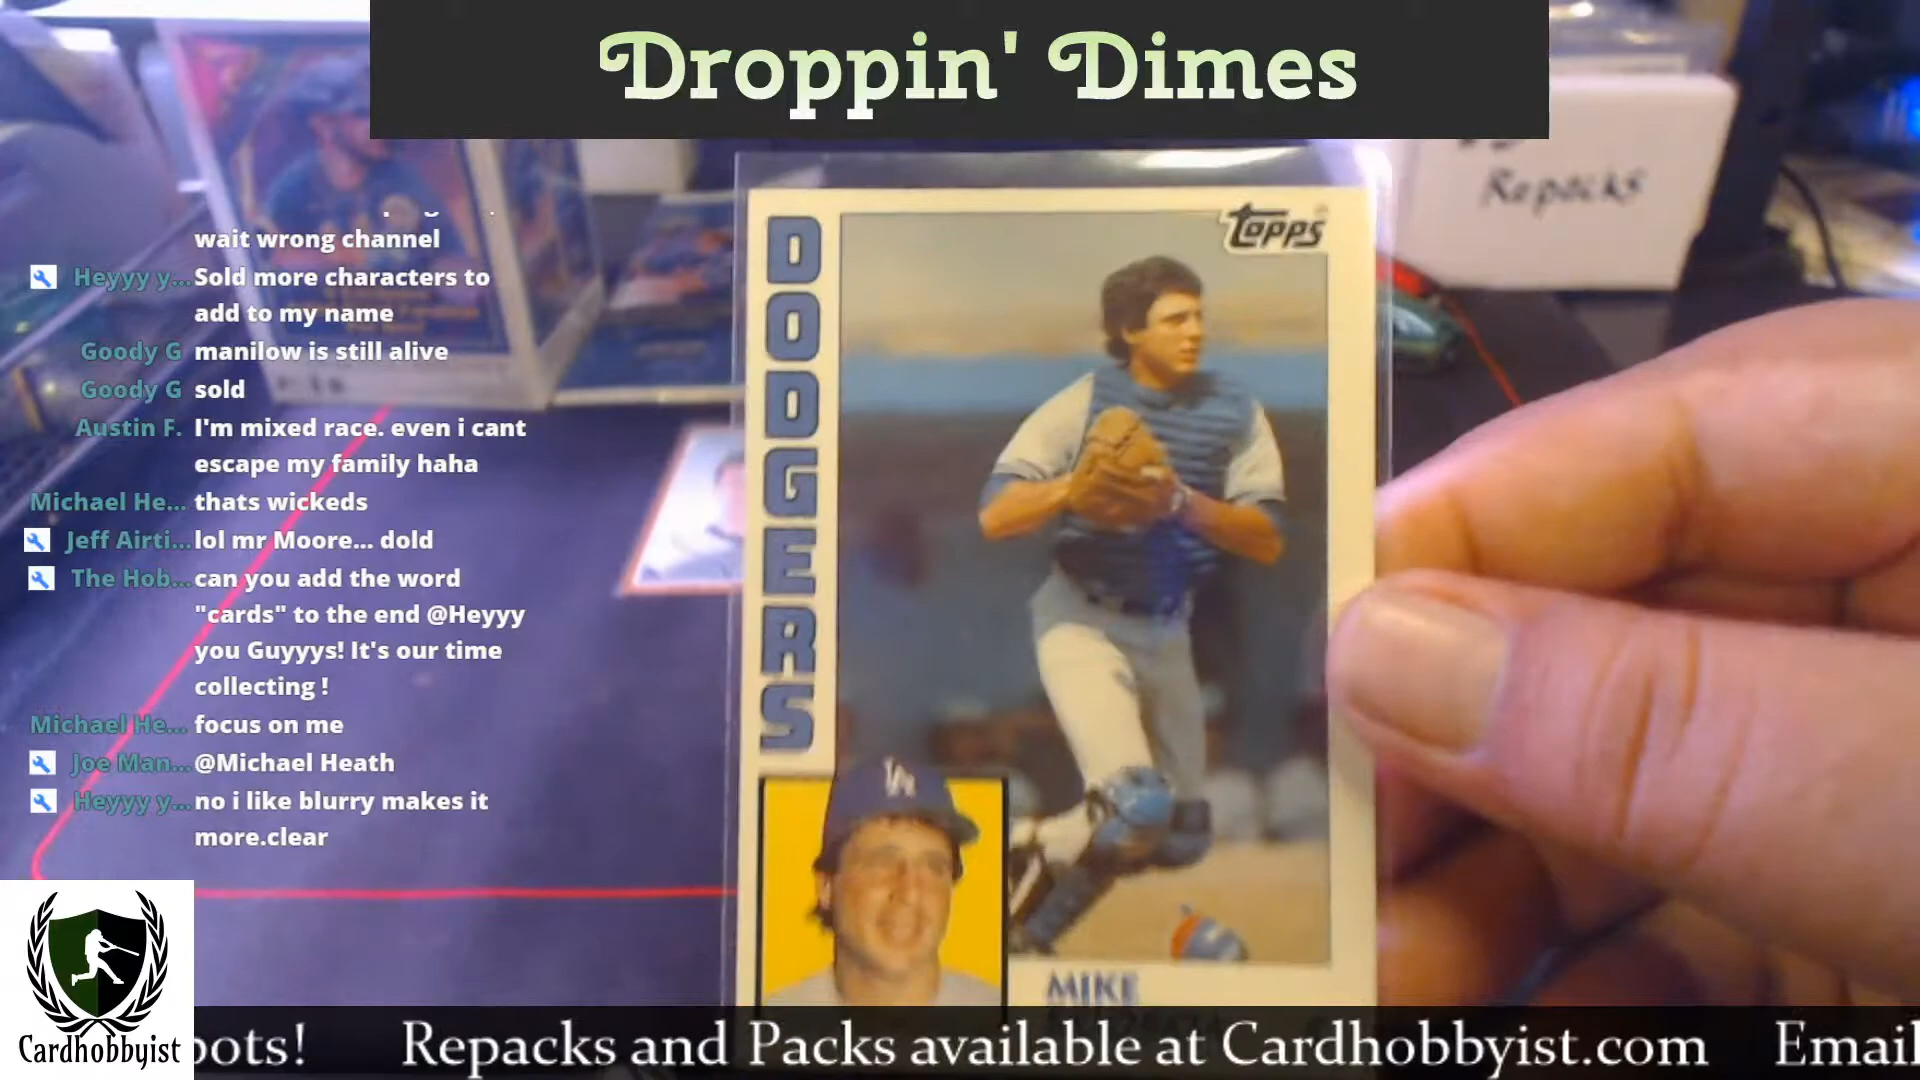 Droppin' Dimes
Repacks
wait wrong channel
Heyyy y... Sold more characters to
add to my name
Goody G manilow is still alive
Goody G sold
Austin F. I'm mixed race. even i cant
escape my family haha
Michael He... thats wickeds
Jeff Airti... lol mr Moore... dold
The Hob... can you add the word
"cards" to the end @Heyyy
you Guyyys! It's our time
collecting !
Michael He... focus on me
Joe Man... @Michael Heath
Heyyy y... no i like blurry makes it
more.clear
Topps
DODGERS
LA
MIKE
Cardhobbyist
pots! Repacks and Packs available at Cardhobbyist.com Email